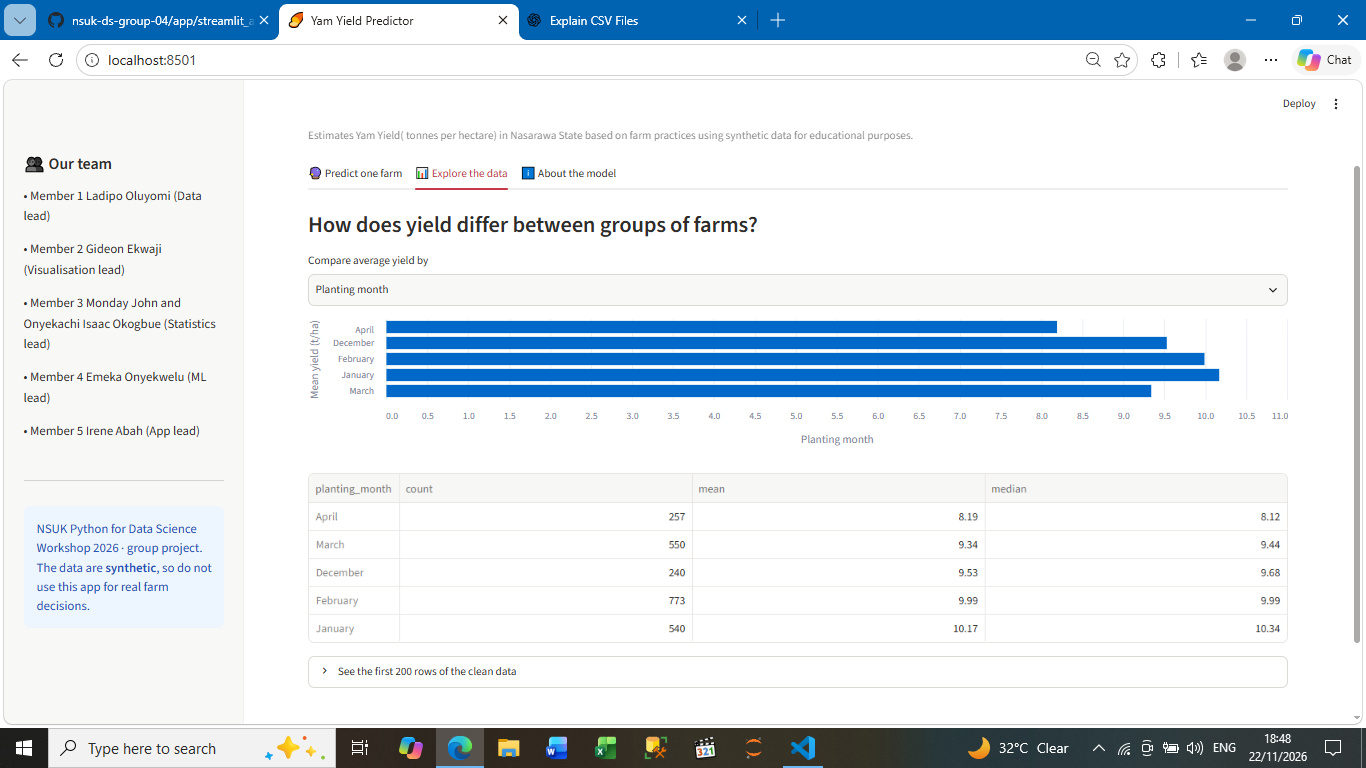 nsuk-ds-group-04/app/streamlit_a
Yam Yield Predictor
Explain CSV Files
localhost:8501
Chat
Deploy
Estimates Yam Yield( tonnes per hectare) in Nasarawa State based on farm practices using synthetic data for educational purposes.
Our team
• Member 1 Ladipo Oluyomi (Data
lead)
• Member 2 Gideon Ekwaji
(Visualisation lead)
• Member 3 Monday John and
Onyekachi Isaac Okogbue (Statistics
lead)
• Member 4 Emeka Onyekwelu (ML
lead)
• Member 5 Irene Abah (App lead)
NSUK Python for Data Science
Workshop 2026 · group project.
The data are synthetic, so do not
use this app for real farm
decisions.
Predict one farm Explore the data About the model
How does yield differ between groups of farms?
Compare average yield by
Planting month
Mean yield (t/ha)
April
December
February
January
March
0.0 0.5 1.0 1.5 2.0 2.5 3.0 3.5 4.0 4.5 5.0 5.5 6.0 6.5 7.0 7.5 8.0 8.5 9.0 9.5 10.0 10.5 11.0
Planting month
planting_month count mean median
April 257 8.19 8.12
March 550 9.34 9.44
December 240 9.53 9.68
February 773 9.99 9.99
January 540 10.17 10.34
See the first 200 rows of the clean data
Type here to search
321
32°C Clear
ENG
18:48
22/11/2026